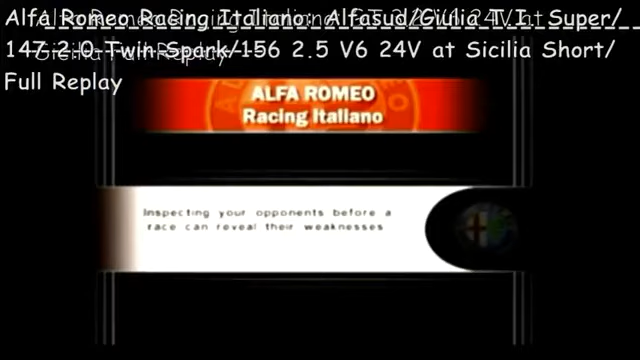 Alfa Romeo Racing Italiano: Alfasud/Giulia T.I. Super/
147 2.0 Twin Spark/156 2.5 V6 24V at Sicilia Short/
Full Replay
ALFA ROMEO
Racing Italiano
Inspecting your opponents before a
race can reveal their weaknesses